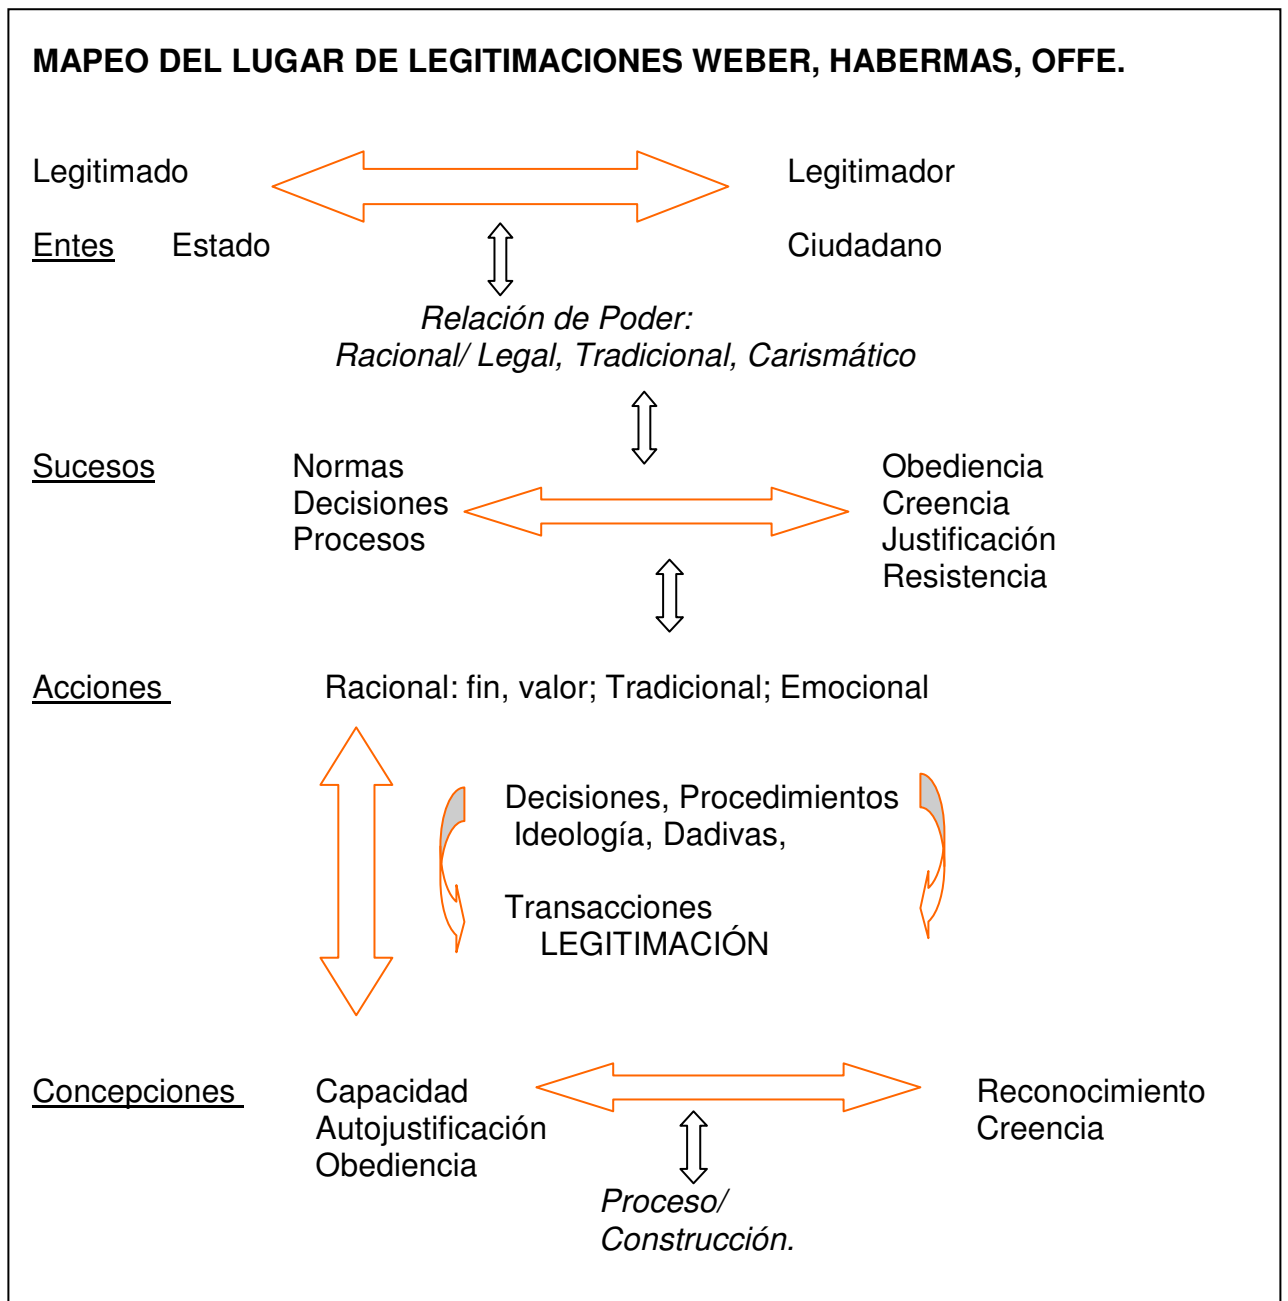 MAPEO DEL LUGAR DE LEGITIMACIONES WEBER, HABERMAS, OFFE.
Legitimado Legitimador
Entes Estado Ciudadano
Relación de Poder:
Racional/ Legal, Tradicional, Carismático
Sucesos Normas Obediencia
Decisiones Creencia
Procesos Justificación
Resistencia
Acciones Racional: fin, valor; Tradicional; Emocional
Decisiones, Procedimientos
Ideología, Dadivas,
Transacciones
LEGITIMACIÓN
Concepciones Capacidad Reconocimiento
Autojustificación Creencia
Obediencia
Proceso/
Construcción.